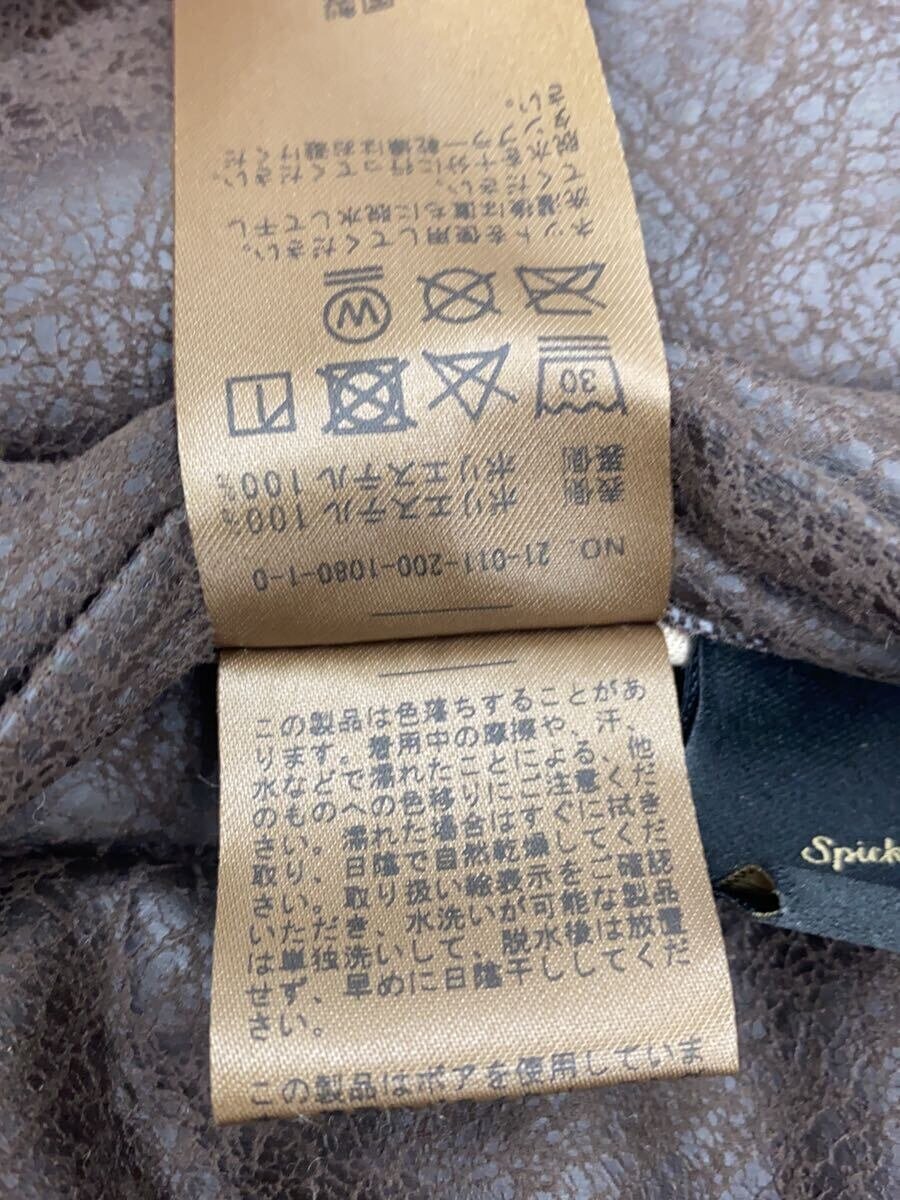 NO. 21-011-200-1080-1-0
表側 ポリエステル 100%
裏側 ポリエステル 100%
30
W
ネットを使用してください。
洗濯後は直ちに脱水して干し
てください。
脱水を十分に行ってください。
タンブラー乾燥はお避けくだ
さい。
国製
この製品は色落ちすることがあ
ります。着用中の摩擦や、汗、
水などで濡れたことによる他
のものへの色移りにご注意くだ
さい。濡れた場合はすぐに拭き
取り、日陰で自然乾燥してくだ
さい。取り扱い絵表示をご確認
いただき、水洗いが可能な製品
は単独洗いして、脱水後は放置
せず、早めに日陰干ししてくだ
さい。
この製品はボアを使用していま
Spick